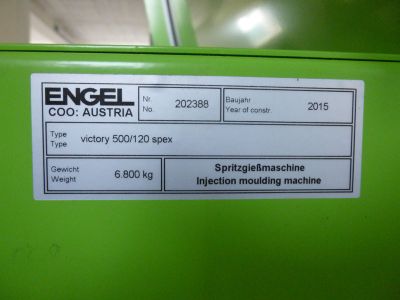 ENGEL
COO: AUSTRIA
Nr. 202388
No.
Baujahr 2015
Year of constr.
Type victory 500/120 spex
Type
Gewicht 6.800 kg
Weight
Spritzgießmaschine
Injection moulding machine